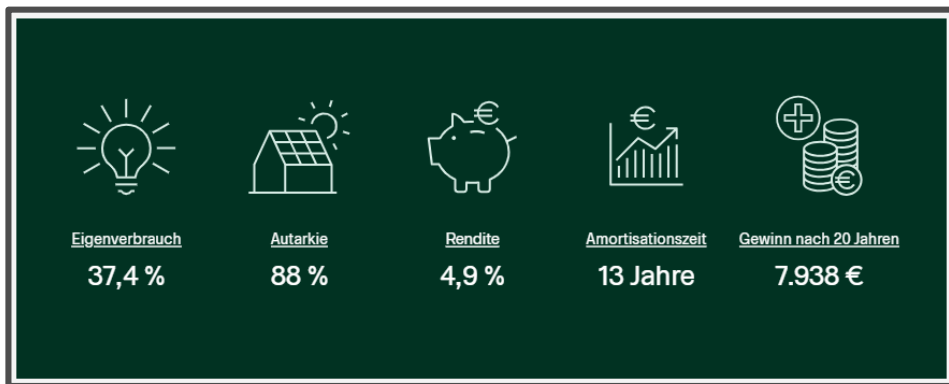 Eigenverbrauch
37,4 %
Autarkie
88 %
Rendite
4,9 %
Amortisationszeit
13 Jahre
Gewinn nach 20 Jahren
7.938 €